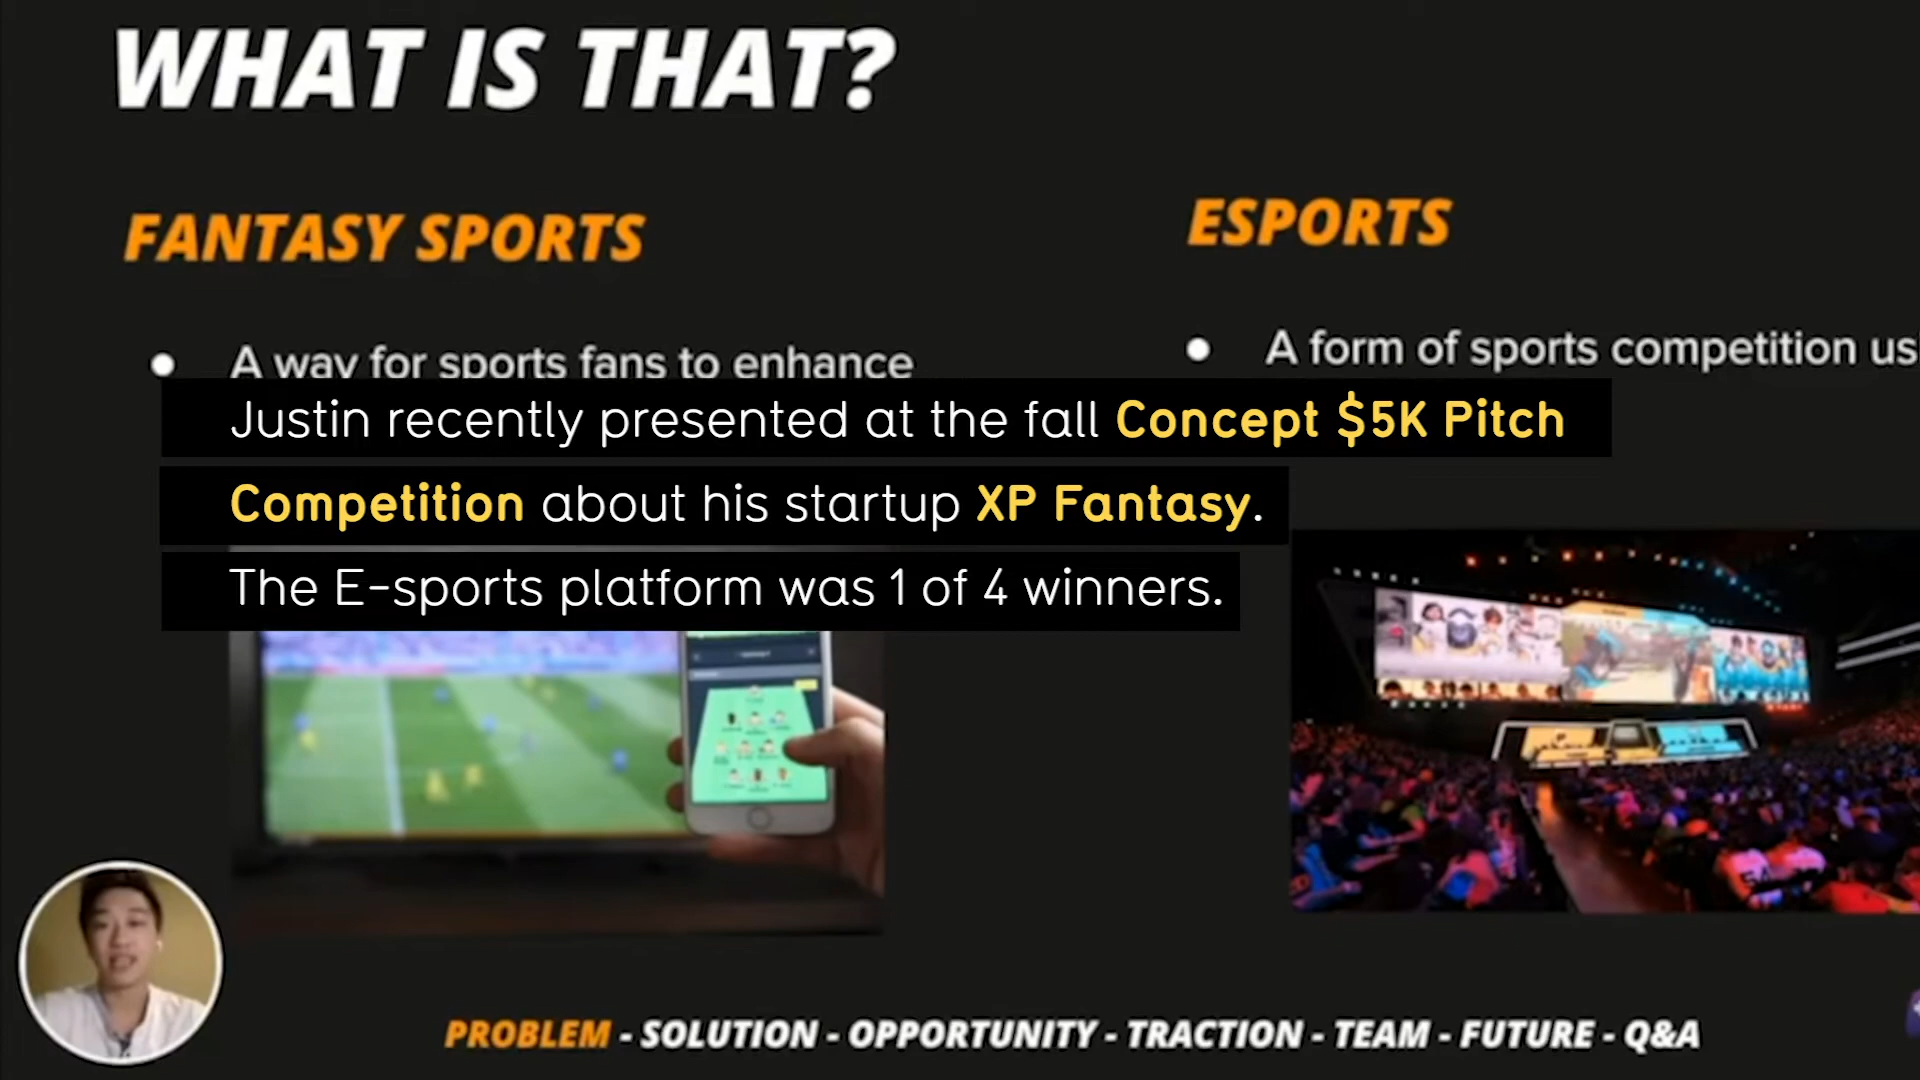 WHAT IS THAT?
FANTASY SPORTS
ESPORTS
A way for sports fans to enhance
A form of sports competition us
Justin recently presented at the fall Concept $5K Pitch
Competition about his startup XP Fantasy.
The E-sports platform was 1 of 4 winners.
PROBLEM - SOLUTION - OPPORTUNITY - TRACTION - TEAM - FUTURE - Q&A